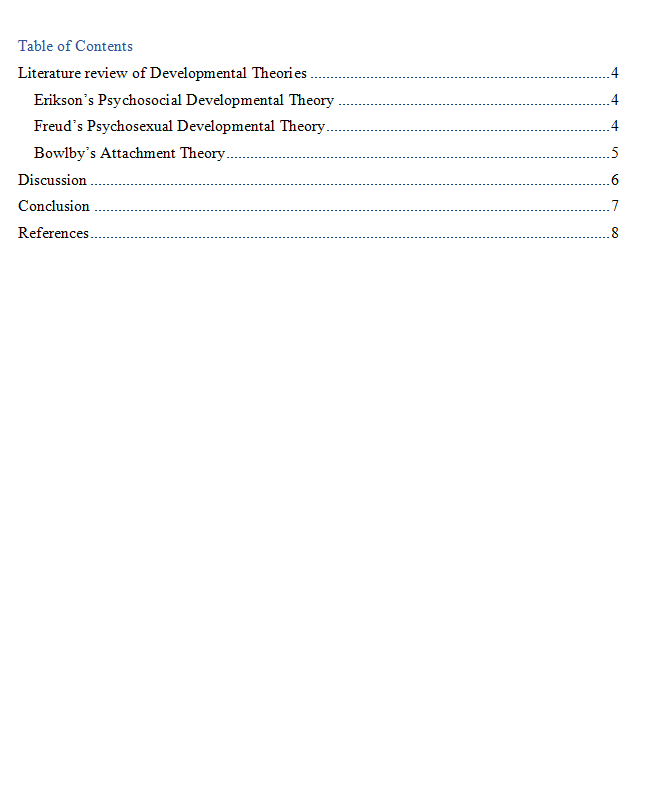 Table of Contents
Literature review of Developmental Theories ........ 4
Erikson’s Psychosocial Developmental Theory ........ 4
Freud’s Psychosexual Developmental Theory ........ 4
Bowlby’s Attachment Theory ........ 5
Discussion ........ 6
Conclusion ........ 7
References ........ 8